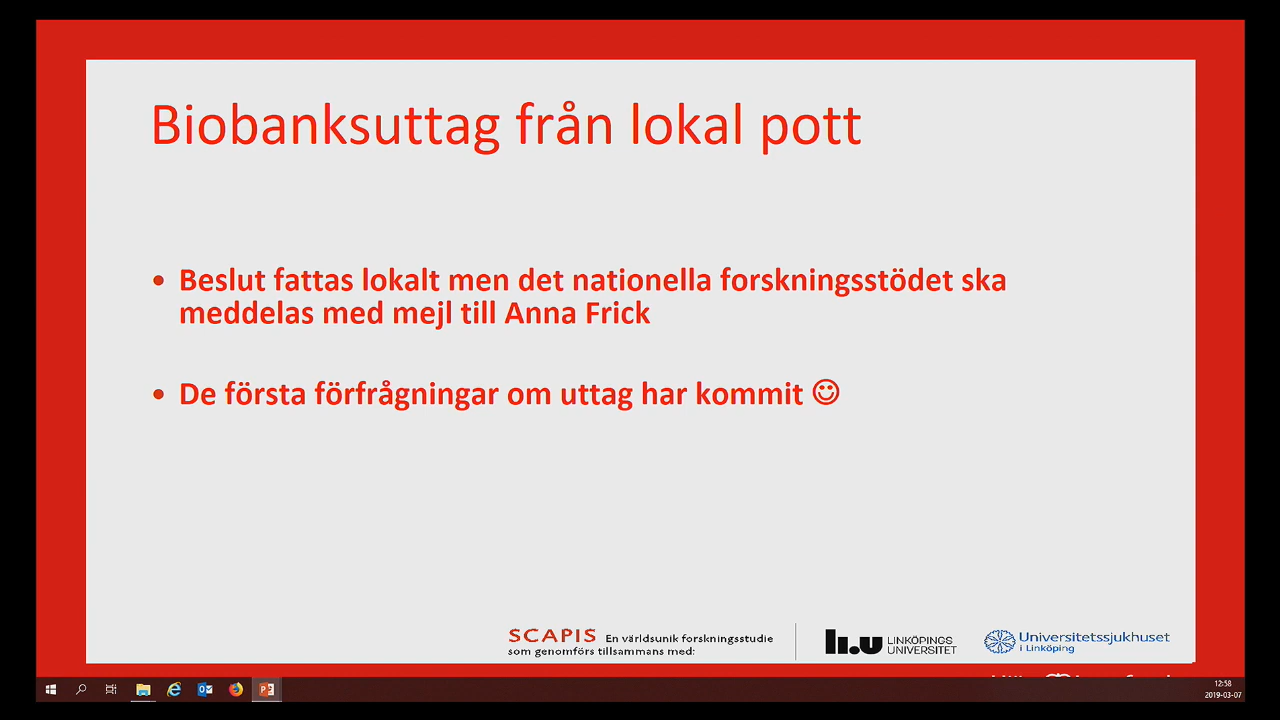 Biobanksuttag från lokal pott
• Beslut fattas lokalt men det nationella forskningsstödet ska
meddelas med mejl till Anna Frick
• De första förfrågningar om uttag har kommit ☺
SCAPIS En världsunik forskningsstudie
som genomförs tillsammans med:
li.u LINKÖPINGS
UNIVERSITET
Universitetssjukhuset
i Linköping
12:58
2019-03-07